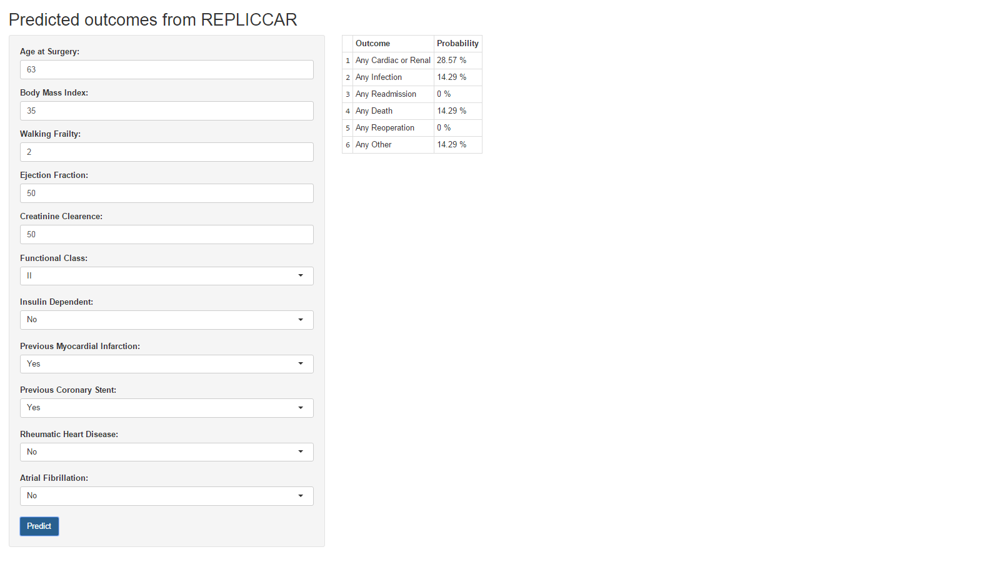 Predicted outcomes from REPLICCAR
Age at Surgery:
63
Body Mass Index:
35
Walking Frailty:
2
Ejection Fraction:
50
Creatinine Clearence:
50
Functional Class:
II
Insulin Dependent:
No
Previous Myocardial Infarction:
Yes
Previous Coronary Stent:
Yes
Rheumatic Heart Disease:
No
Atrial Fibrillation:
No
Predict
Outcome Probability
1 Any Cardiac or Renal 28.57 %
2 Any Infection 14.29 %
3 Any Readmission 0 %
4 Any Death 14.29 %
5 Any Reoperation 0 %
6 Any Other 14.29 %